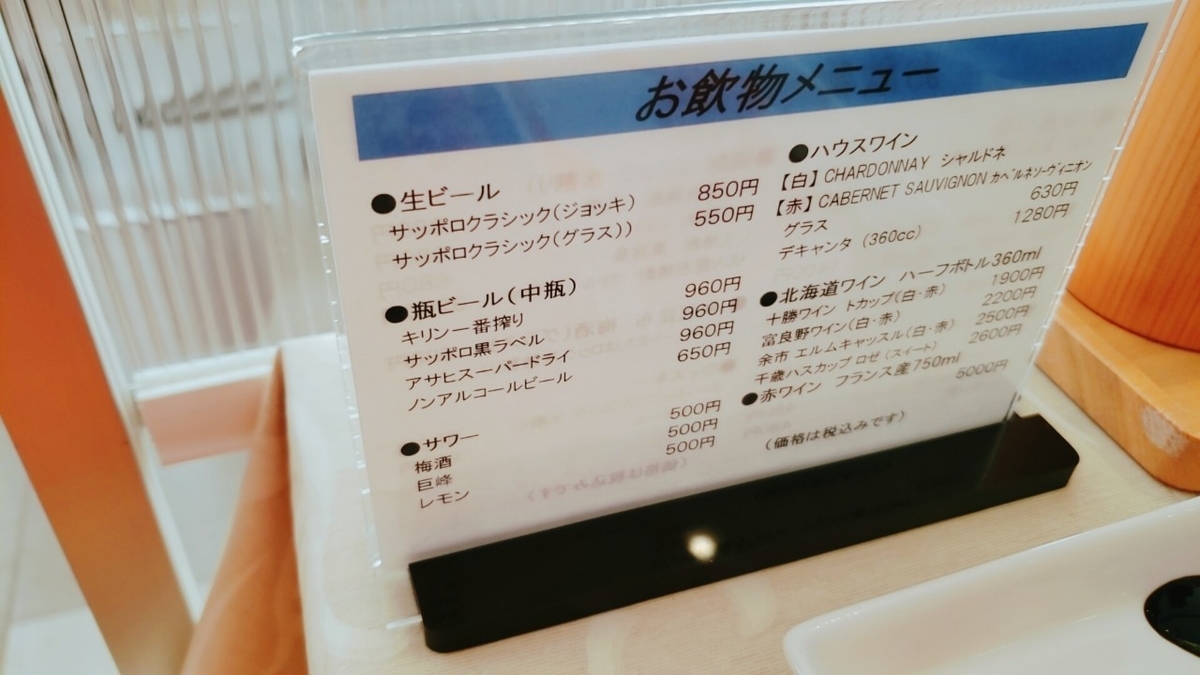 お飲物メニュー
●生ビール
サッポロクラシック(ジョッキ) 850円
サッポロクラシック(グラス)) 550円
●瓶ビール(中瓶)
キリン一番搾り 960円
サッポロ黒ラベル 960円
アサヒスーパードライ 960円
ノンアルコールビール 650円
●サワー
梅酒 500円
巨峰 500円
レモン 500円
●ハウスワイン
【白】CHARDONNAY シャルドネ
【赤】CABERNET SAUVIGNON カベルネソーヴィニオン
グラス 630円
デキャンタ (360cc) 1280円
●北海道ワイン ハーフボトル360ml
十勝ワイン トカップ(白・赤) 1900円
富良野ワイン(白・赤) 2200円
余市 エルムキャッスル(白・赤) 2500円
千歳ハスカップ ロゼ(スイート) 2600円
●赤ワイン フランス産750ml 5000円
(価格は税込みです)